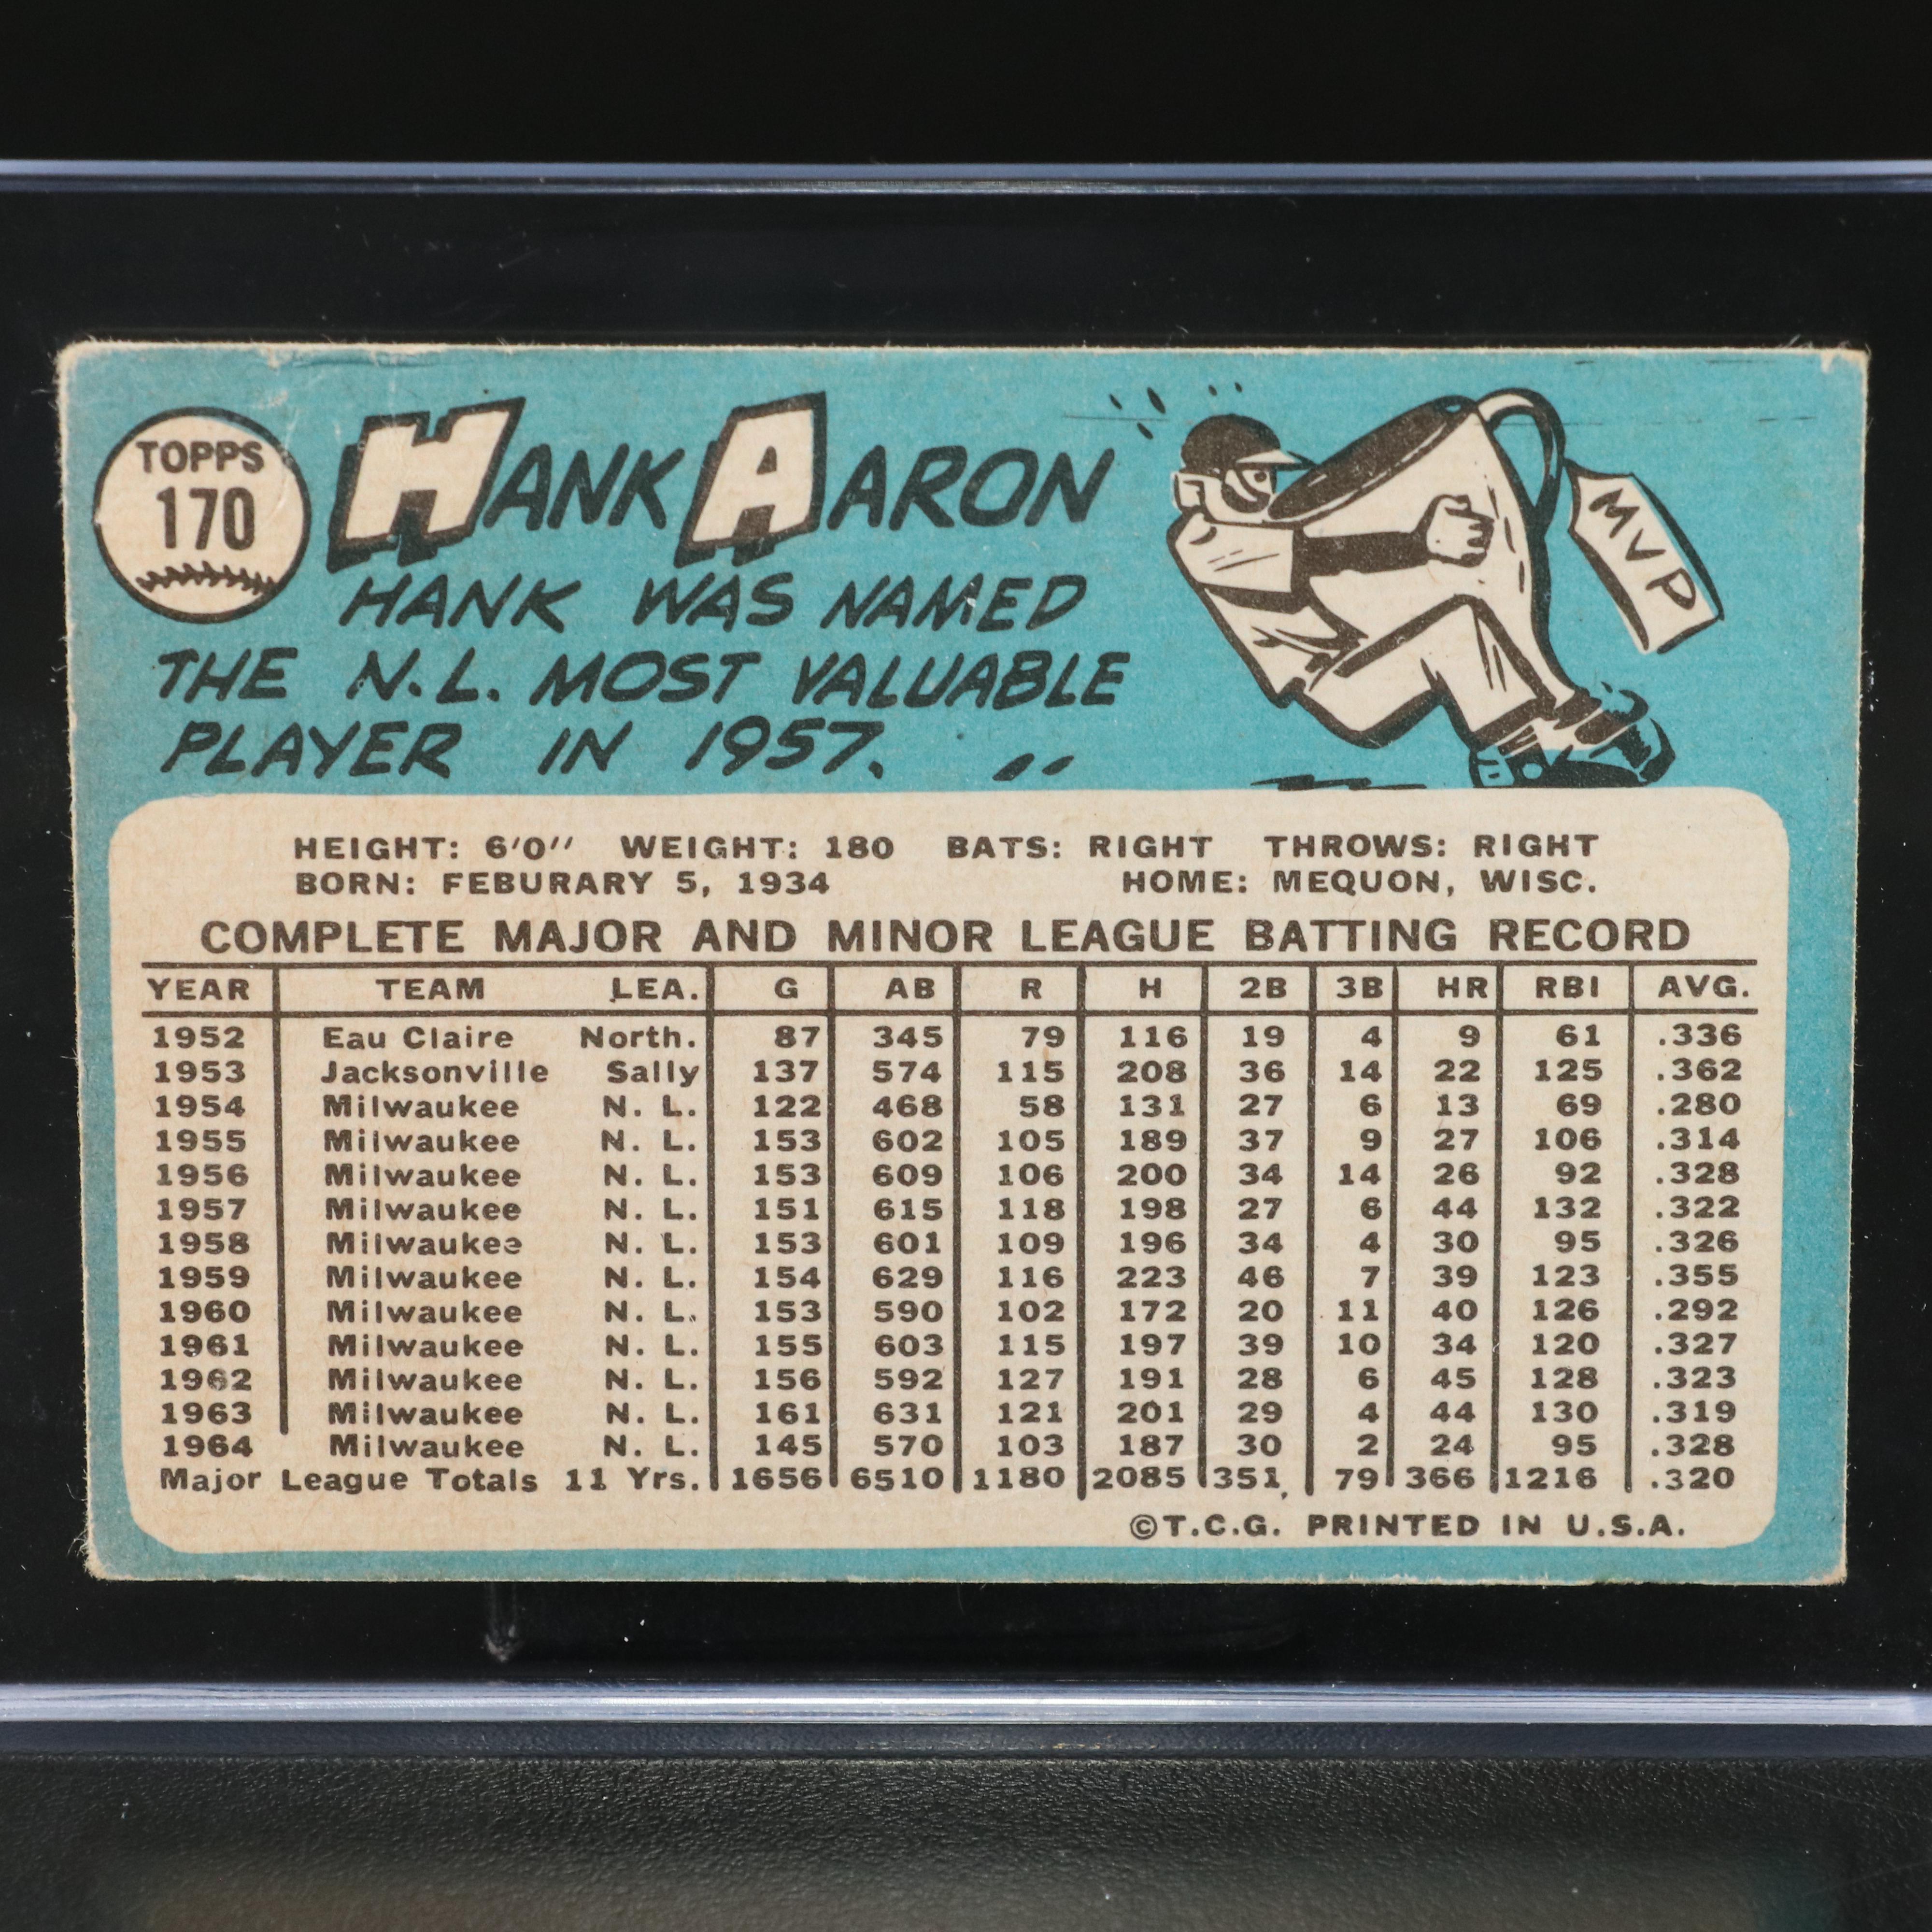 TOPPS
170
HANK AARON
HANK WAS NAMED
THE N.L. MOST VALUABLE
PLAYER IN 1957.
MVP
HEIGHT: 6'0" WEIGHT: 180 BATS: RIGHT THROWS: RIGHT
BORN: FEBURARY 5, 1934 HOME: MEQUON, WISC.
COMPLETE MAJOR AND MINOR LEAGUE BATTING RECORD
YEAR TEAM LEA. G AB R H 2B 3B HR RBI AVG.
1952 Eau Claire North. 87 345 79 116 19 4 9 61 .336
1953 Jacksonville Sally 137 574 115 208 36 14 22 125 .362
1954 Milwaukee N. L. 122 468 58 131 27 6 13 69 .280
1955 Milwaukee N. L. 153 602 105 189 37 9 27 106 .314
1956 Milwaukee N. L. 153 609 106 200 34 14 26 92 .328
1957 Milwaukee N. L. 151 615 118 198 27 6 44 132 .322
1958 Milwaukee N. L. 153 601 109 196 34 4 30 95 .326
1959 Milwaukee N. L. 154 629 116 223 46 7 39 123 .355
1960 Milwaukee N. L. 153 590 102 172 20 11 40 126 .292
1961 Milwaukee N. L. 155 603 115 197 39 10 34 120 .327
1962 Milwaukee N. L. 156 592 127 191 28 6 45 128 .323
1963 Milwaukee N. L. 161 631 121 201 29 4 44 130 .319
1964 Milwaukee N. L. 145 570 103 187 30 2 24 95 .328
Major League Totals 11 Yrs. 1656 6510 1180 2085 351 79 366 1216 .320
©T.C.G. PRINTED IN U.S.A.